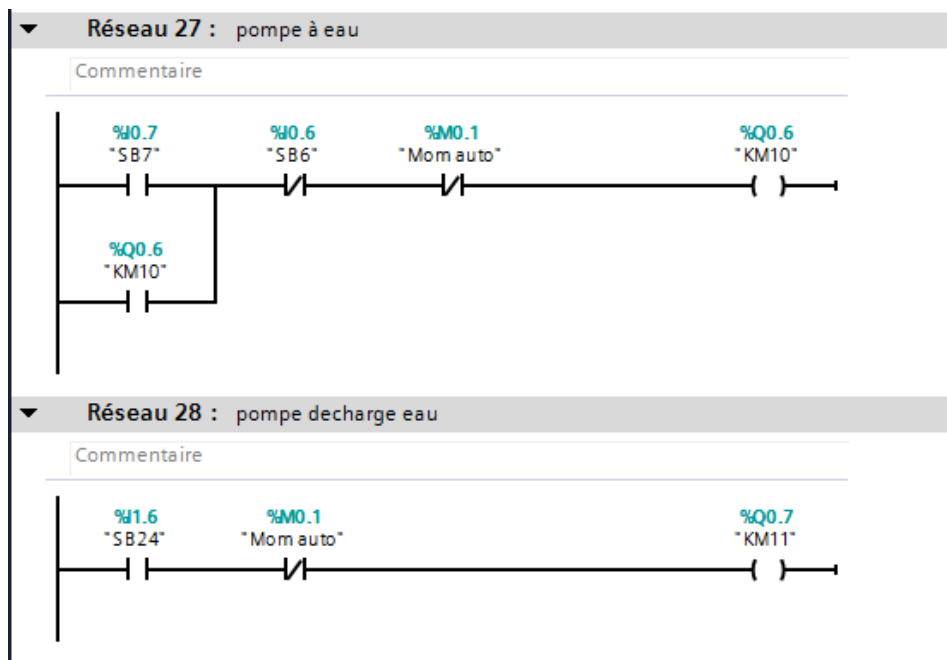 Réseau 27 : pompe à eau
Commentaire
%I0.7 %I0.6 %M0.1 %Q0.6
"SB7" "SB6" "Mom auto" "KM10"
%Q0.6
"KM10"
Réseau 28 : pompe decharge eau
Commentaire
%I1.6 %M0.1 %Q0.7
"SB24" "Mom auto" "KM11"